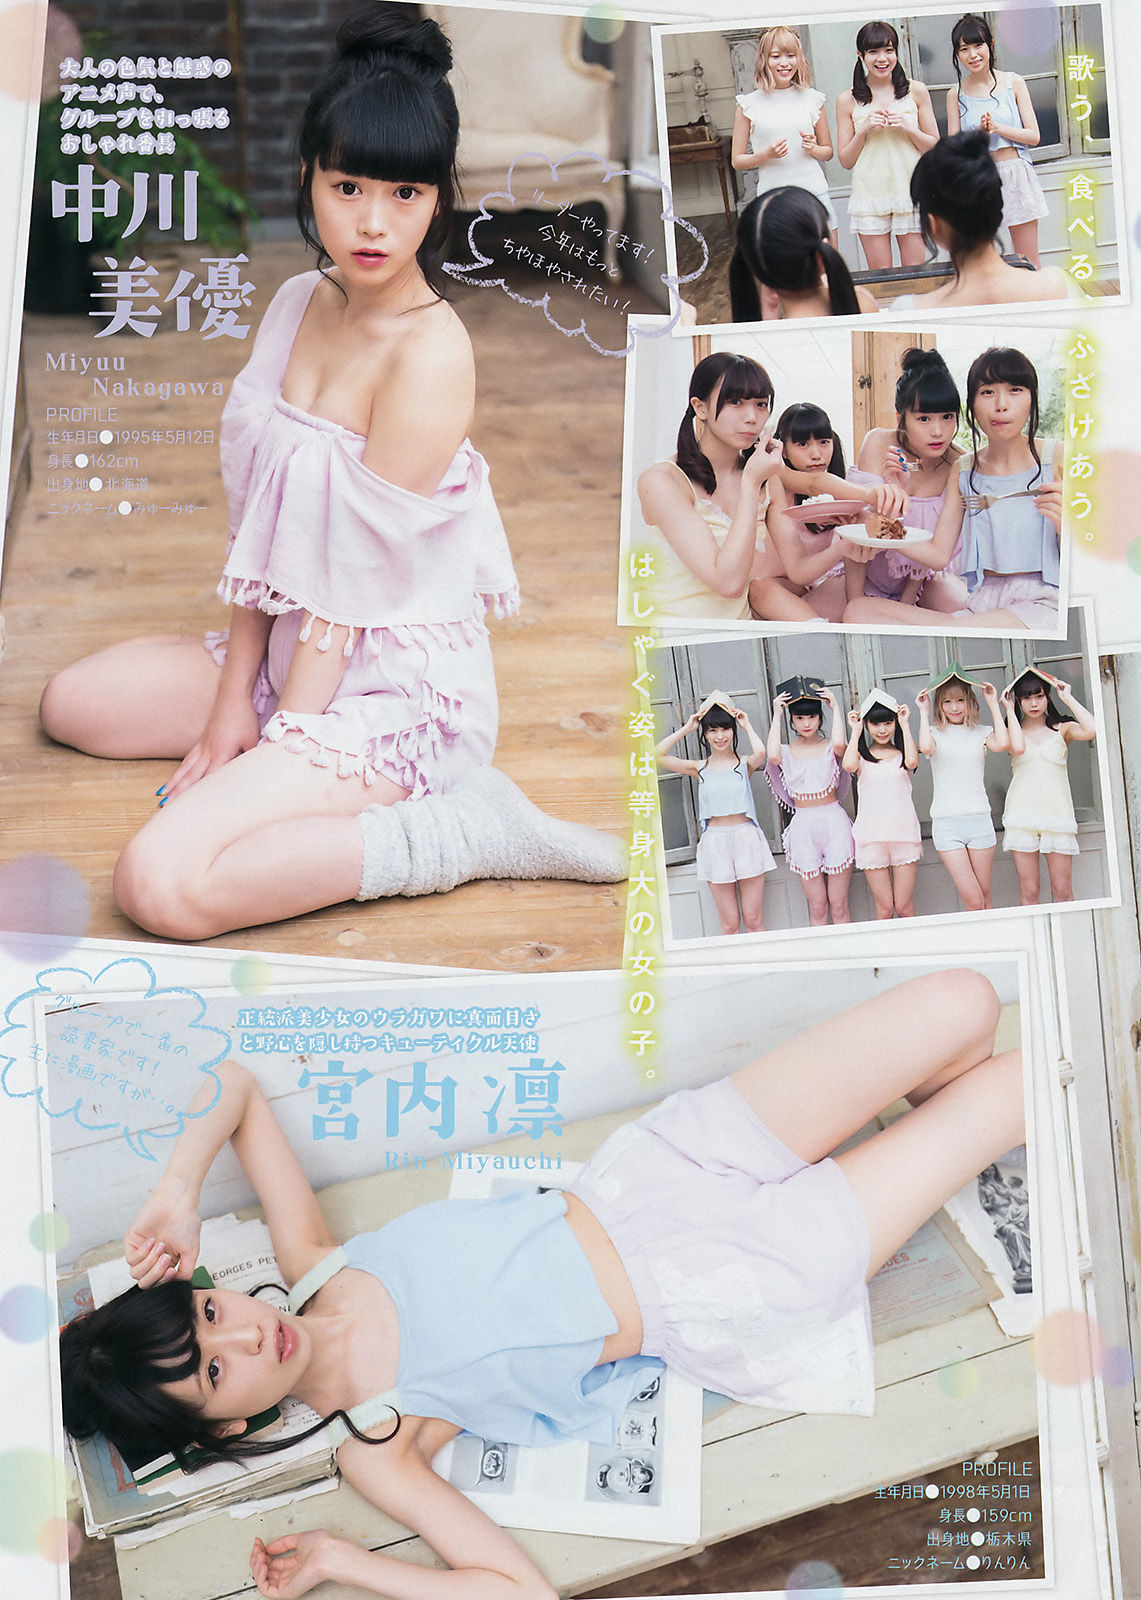 大人の色気と魅惑の
アニメ声で、
グループを引っ張る
おしゃれ番長
中川
美優
Miyuu
Nakagawa
PROFILE
生年月日●1995年5月12日
身長●162cm
出身地●北海道
ニックネーム●みゅーみゅー
リーダーやってます!
今年はもっと
ちやほやされたい!
歌う、食べる、ふざけあう。
はしゃぐ姿は等身大の女の子。
グループで一番の
読書家です!
主に漫画ですが…。
正統派美少女のウラガワに真面目さ
と野心を隠し持つキューティクル天使
宮内凛
Rin Miyauchi
GEORGES PET
PROFILE
生年月日●1998年5月1日
身長●159cm
出身地●栃木県
ニックネーム●りんりん